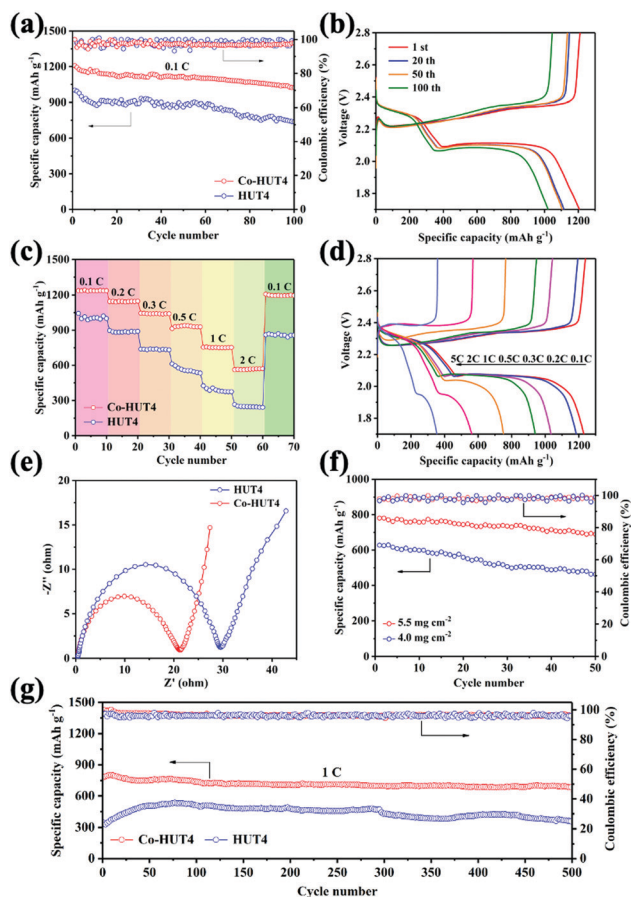 (a)
1500
1200
900
600
300
0
Specific capacity (mAh g⁻¹)
0.1 C
Co-HUT4
HUT4
100
80
60
40
20
0
Coulombic efficiency (%)
0 20 40 60 80 100
Cycle number
(b)
2.8
2.6
2.4
2.2
2.0
1.8
Voltage (V)
1 st
20 th
50 th
100 th
0 300 600 900 1200
Specific capacity (mAh g⁻¹)
(c)
1500
1200
900
600
300
0
Specific capacity (mAh g⁻¹)
0.1 C
0.2 C
0.3 C
0.5 C
1 C
2 C
0.1 C
Co-HUT4
HUT4
0 10 20 30 40 50 60 70
Cycle number
(d)
2.8
2.6
2.4
2.2
2.0
1.8
Voltage (V)
5C 2C 1C 0.5C 0.3C 0.2C 0.1C
0 200 400 600 800 1000 1200
Specific capacity (mAh g⁻¹)
(e)
20
15
10
5
0
-Z'' (ohm)
HUT4
Co-HUT4
0 10 20 30 40
Z' (ohm)
(f)
1000
800
600
400
200
0
Specific capacity (mAh g⁻¹)
5.5 mg cm⁻²
4.0 mg cm⁻²
100
80
60
40
20
0
Coulombic efficiency (%)
0 10 20 30 40 50
Cycle number
(g)
1500
1200
900
600
300
0
Specific capacity (mAh g⁻¹)
1 C
Co-HUT4
HUT4
100
80
60
40
20
0
Coulombic efficiency (%)
0 50 100 150 200 250 300 350 400 450 500
Cycle number